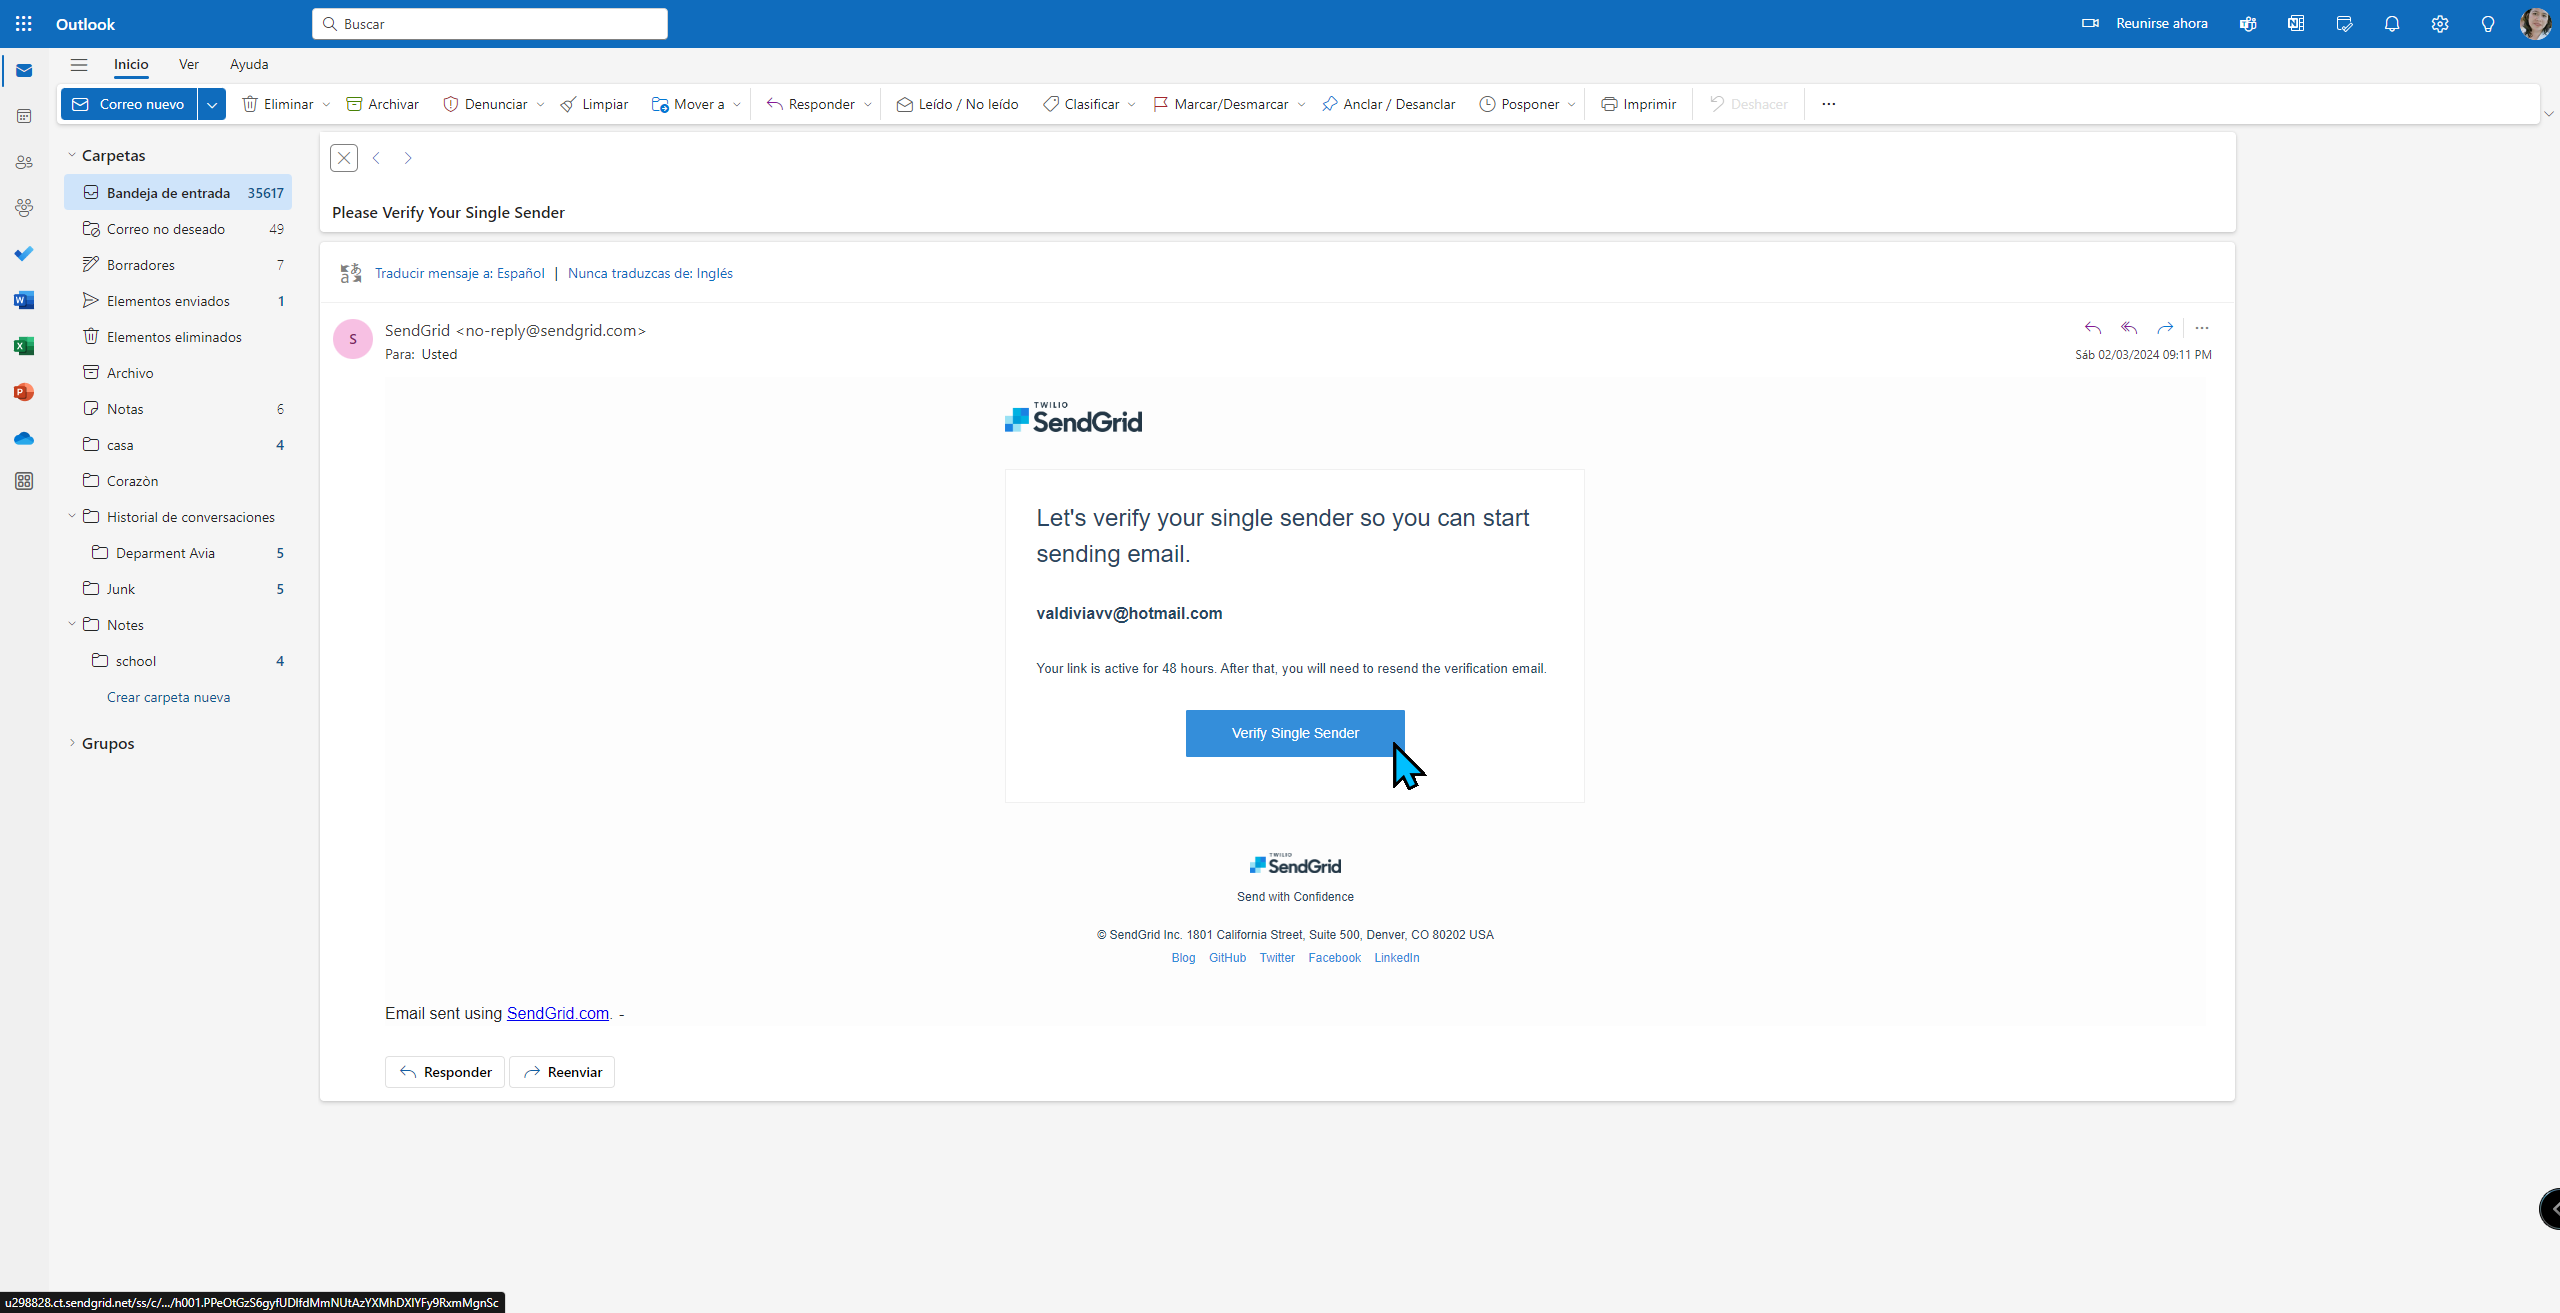 Outlook
Buscar
Reunirse ahora
Inicio
Ver
Ayuda
Correo nuevo
Eliminar
Archivar
Denunciar
Limpiar
Mover a
Responder
Leído / No leído
Clasificar
Marcar/Desmarcar
Anclar / Desanclar
Posponer
Imprimir
Deshacer
Carpetas
Bandeja de entrada 35617
Correo no deseado 49
Borradores 7
Elementos enviados 1
Elementos eliminados
Archivo
Notas 6
casa 4
Corazòn
Historial de conversaciones
Deparment Avia 5
Junk 5
Notes
school 4
Crear carpeta nueva
Grupos
Please Verify Your Single Sender
Traducir mensaje a: Español | Nunca traduzcas de: Inglés
S
SendGrid <no-reply@sendgrid.com>
Para: Usted
Sáb 02/03/2024 09:11 PM
TWILIO
SendGrid
Let's verify your single sender so you can start
sending email.
valdiviavv@hotmail.com
Your link is active for 48 hours. After that, you will need to resend the verification email.
Verify Single Sender
TWILIO
SendGrid
Send with Confidence
© SendGrid Inc. 1801 California Street, Suite 500, Denver, CO 80202 USA
Blog GitHub Twitter Facebook LinkedIn
Email sent using SendGrid.com. -
Responder
Reenviar
u298828.ct.sendgrid.net/ss/c/.../h001.PPeOtGzS6gyfUDlfdMmNUtAzYXMhDXlYFy9RxmMgnSc